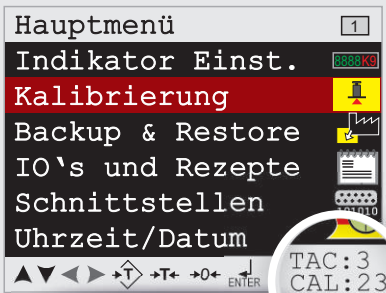 Hauptmenü 1
Indikator Einst. 8888K9
Kalibrierung
Backup & Restore
IO‘s und Rezepte
Schnittstellen 101010
Uhrzeit/Datum
T →T← →0← ENTER
TAC:3
CAL:23